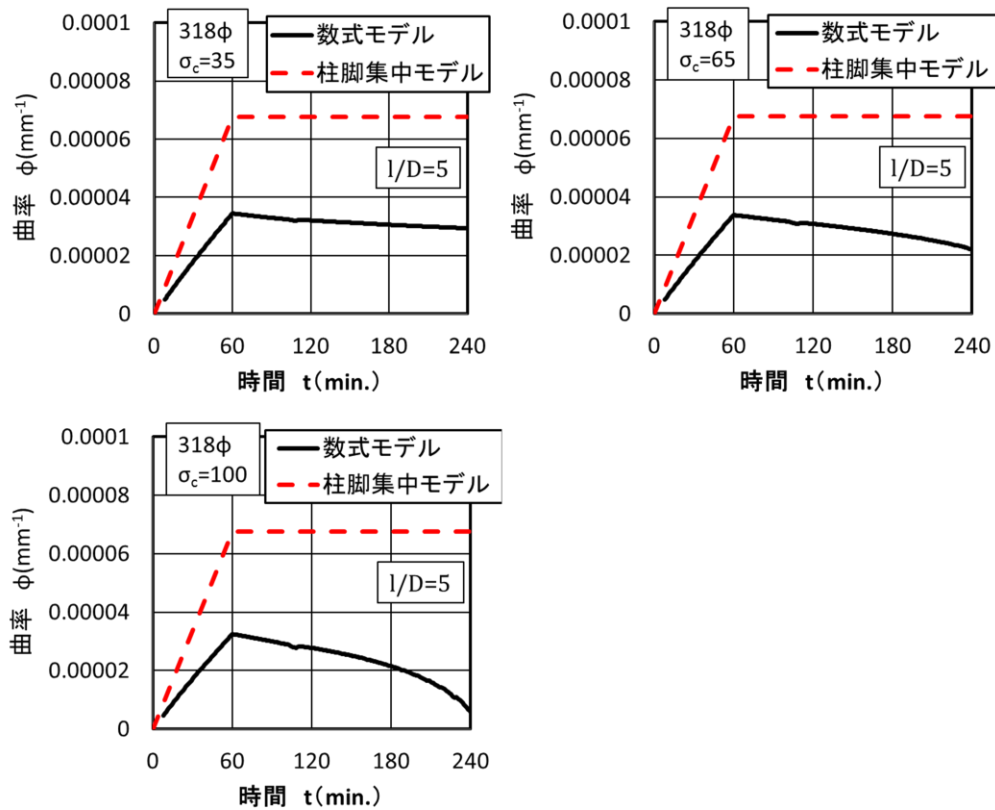 0.0001
0.00008
0.00006
0.00004
0.00002
0
曲率 ϕ(mm⁻¹)
318ϕ
σc=35
数式モデル
柱脚集中モデル
l/D=5
0 60 120 180 240
時間 t(min.)
0.0001
0.00008
0.00006
0.00004
0.00002
0
曲率 ϕ(mm⁻¹)
318ϕ
σc=65
数式モデル
柱脚集中モデル
l/D=5
0 60 120 180 240
時間 t(min.)
0.0001
0.00008
0.00006
0.00004
0.00002
0
曲率 ϕ(mm⁻¹)
318ϕ
σc=100
数式モデル
柱脚集中モデル
l/D=5
0 60 120 180 240
時間 t(min.)